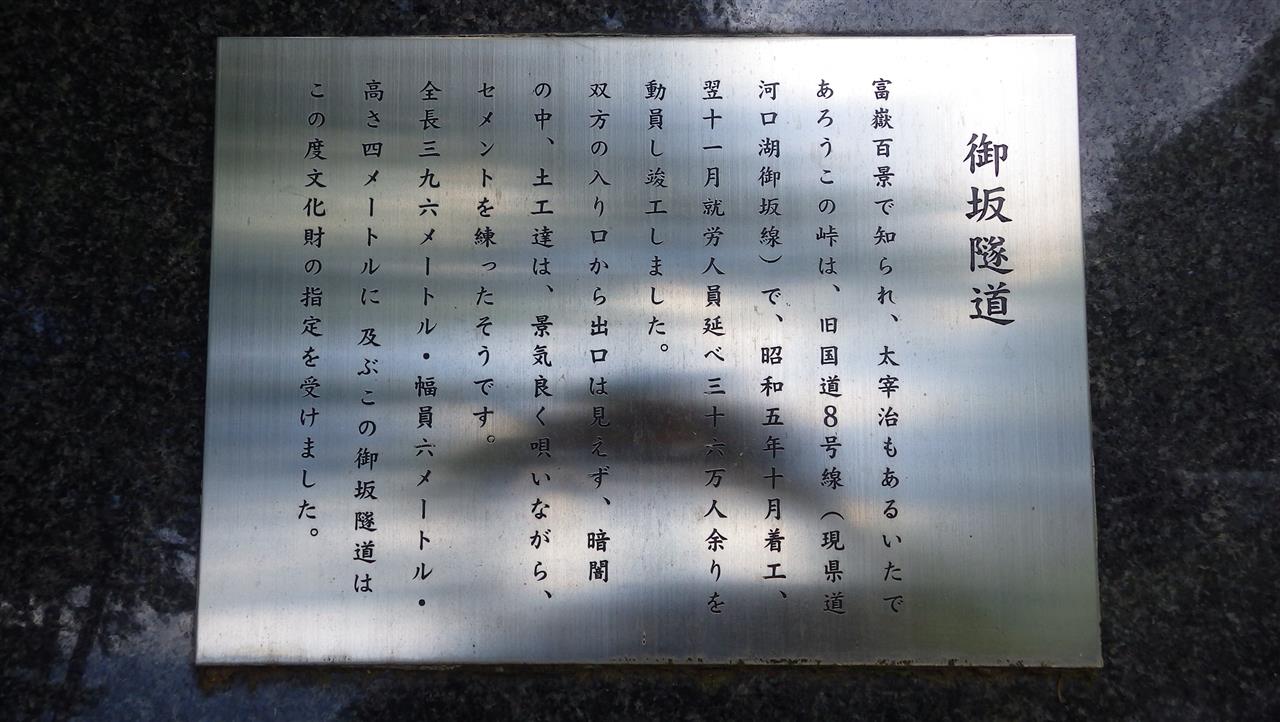 御坂隧道
富嶽百景で知られ、太宰治もあるいたで
あろうこの峠は、旧国道8号線（現県道
河口湖御坂線）で、昭和五年十月着工、
翌十一月就労人員延べ三十六万人余りを
動員し竣工しました。
双方の入り口から出口は見えず、暗闇
の中、土工達は、景気良く唄いながら、
セメントを練ったそうです。
全長三九六メートル・幅員六メートル・
高さ四メートルに及ぶこの御坂隧道は
この度文化財の指定を受けました。